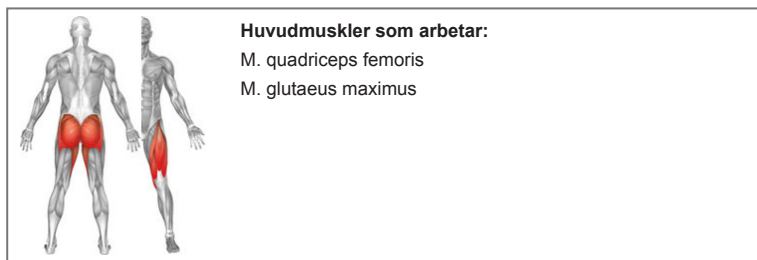 Huvudmuskler som arbetar:
M. quadriceps femoris
M. glutaeus maximus